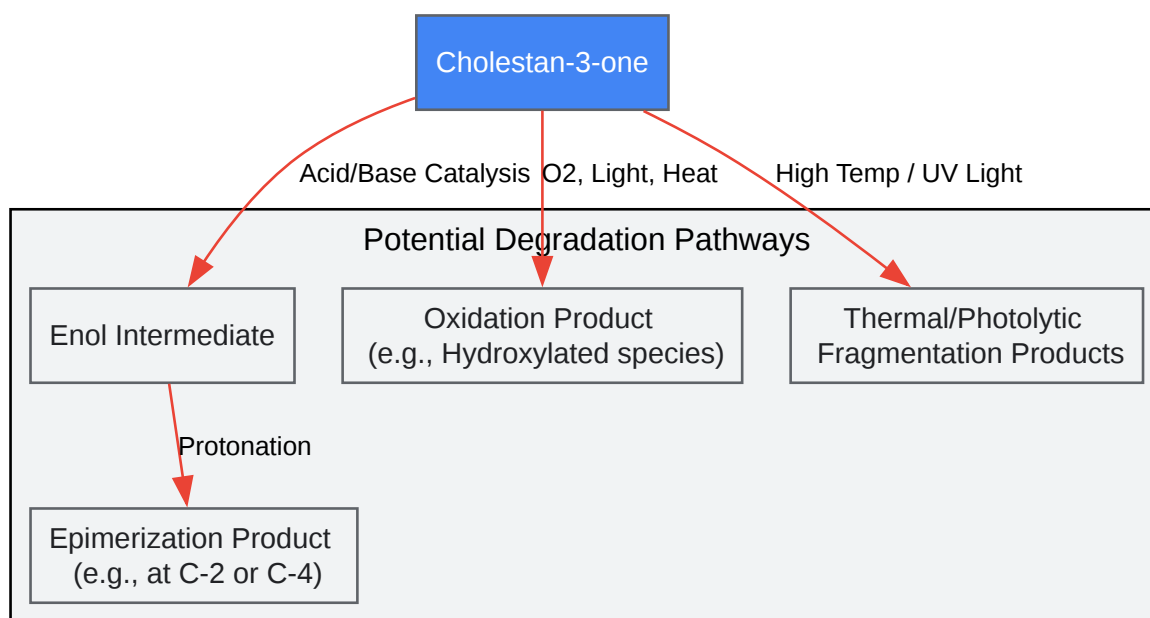 Cholestan-3-one
Acid/Base Catalysis
O2, Light, Heat
High Temp / UV Light
Potential Degradation Pathways
Enol Intermediate
Oxidation Product
(e.g., Hydroxylated species)
Thermal/Photolytic
Fragmentation Products
Protonation
Epimerization Product
(e.g., at C-2 or C-4)